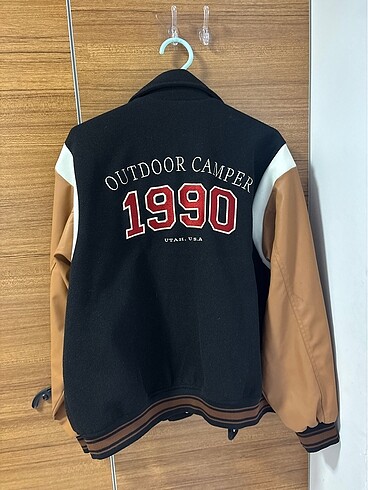 OUTDOOR CAMPER
1990
UTAH, USA